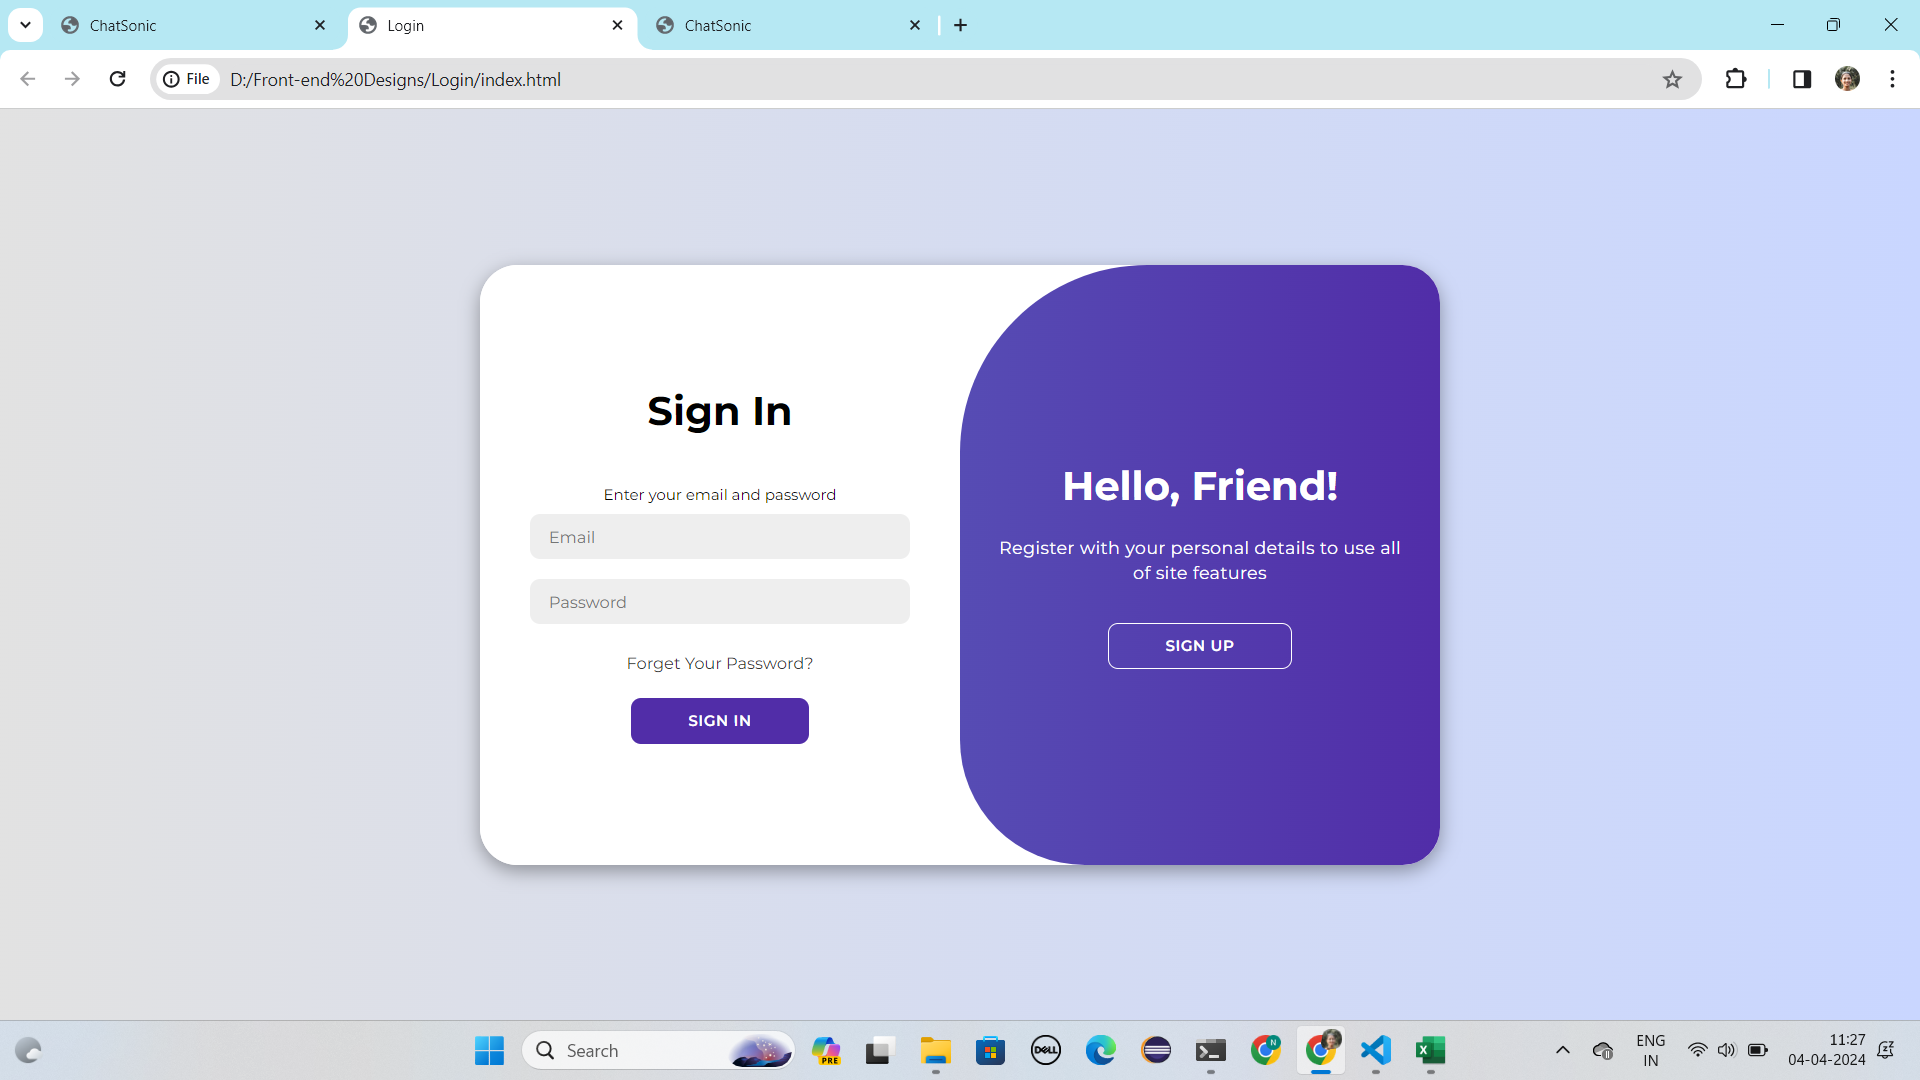 ChatSonic
Login
ChatSonic
File
D:/Front-end%20Designs/Login/index.html
Sign In
Enter your email and password
Email
Password
Forget Your Password?
SIGN IN
Hello, Friend!
Register with your personal details to use all
of site features
SIGN UP
Search
PRE
DELL
N
X
ENG
IN
11:27
04-04-2024